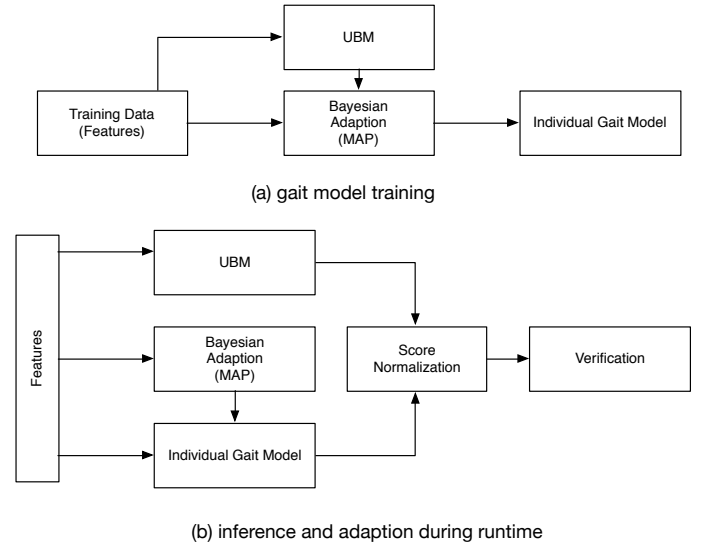 UBM
Training Data
(Features)
Bayesian
Adaption
(MAP)
Individual Gait Model
(a) gait model training
Features
UBM
Bayesian
Adaption
(MAP)
Individual Gait Model
Score
Normalization
Verification
(b) inference and adaption during runtime